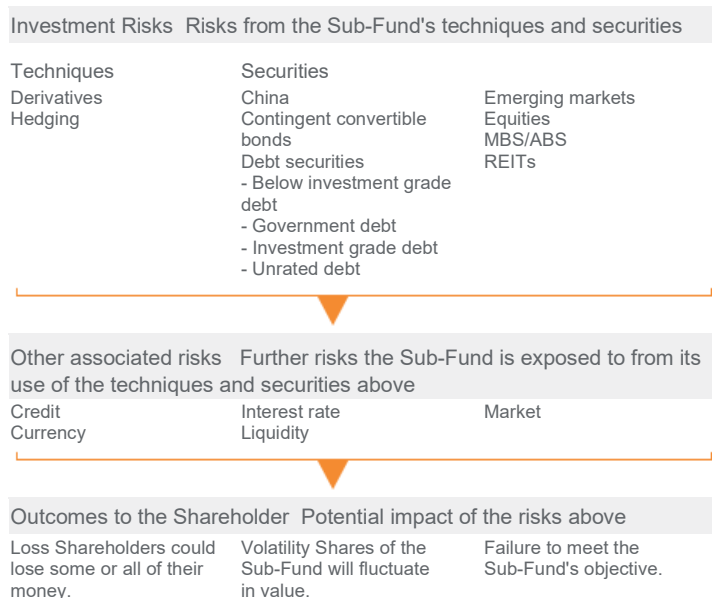 Investment Risks Risks from the Sub-Fund's techniques and securities
Techniques
Derivatives
Hedging
Securities
China
Contingent convertible
bonds
Debt securities
- Below investment grade
debt
- Government debt
- Investment grade debt
- Unrated debt
Emerging markets
Equities
MBS/ABS
REITs
Other associated risks Further risks the Sub-Fund is exposed to from its
use of the techniques and securities above
Credit
Currency
Interest rate
Liquidity
Market
Outcomes to the Shareholder Potential impact of the risks above
Loss Shareholders could
lose some or all of their
money.
Volatility Shares of the
Sub-Fund will fluctuate
in value.
Failure to meet the
Sub-Fund's objective.